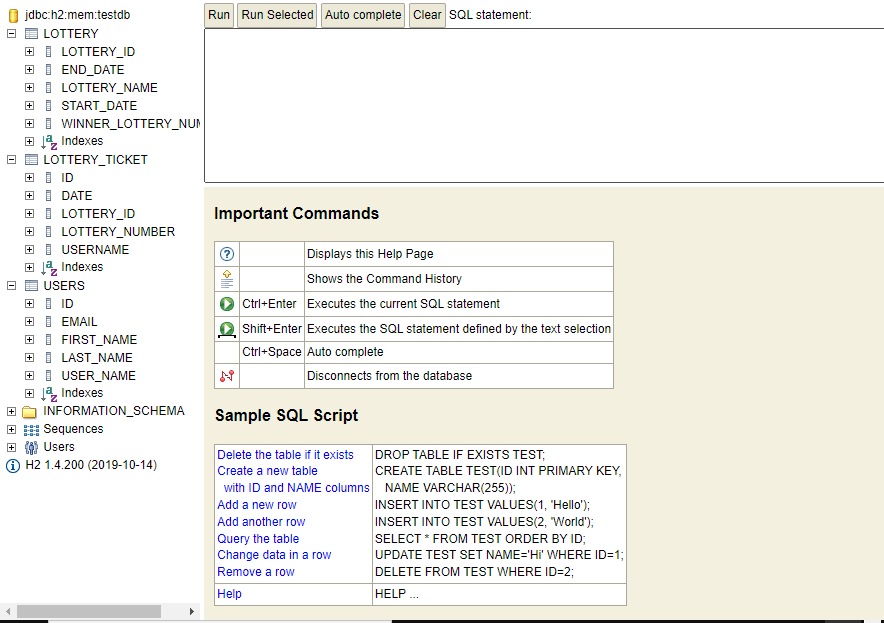 jdbc:h2:mem:testdb
LOTTERY
LOTTERY_ID
END_DATE
LOTTERY_NAME
START_DATE
WINNER_LOTTERY_NUM
Indexes
LOTTERY_TICKET
ID
DATE
LOTTERY_ID
LOTTERY_NUMBER
USERNAME
Indexes
USERS
ID
EMAIL
FIRST_NAME
LAST_NAME
USER_NAME
Indexes
INFORMATION_SCHEMA
Sequences
Users
H2 1.4.200 (2019-10-14)
Run Run Selected Auto complete Clear SQL statement:
Important Commands
Displays this Help Page
Shows the Command History
Ctrl+Enter Executes the current SQL statement
Shift+Enter Executes the SQL statement defined by the text selection
Ctrl+Space Auto complete
Disconnects from the database
Sample SQL Script
Delete the table if it exists DROP TABLE IF EXISTS TEST;
Create a new table CREATE TABLE TEST(ID INT PRIMARY KEY,
with ID and NAME columns NAME VARCHAR(255));
Add a new row INSERT INTO TEST VALUES(1, 'Hello');
Add another row INSERT INTO TEST VALUES(2, 'World');
Query the table SELECT * FROM TEST ORDER BY ID;
Change data in a row UPDATE TEST SET NAME='Hi' WHERE ID=1;
Remove a row DELETE FROM TEST WHERE ID=2;
Help HELP ...